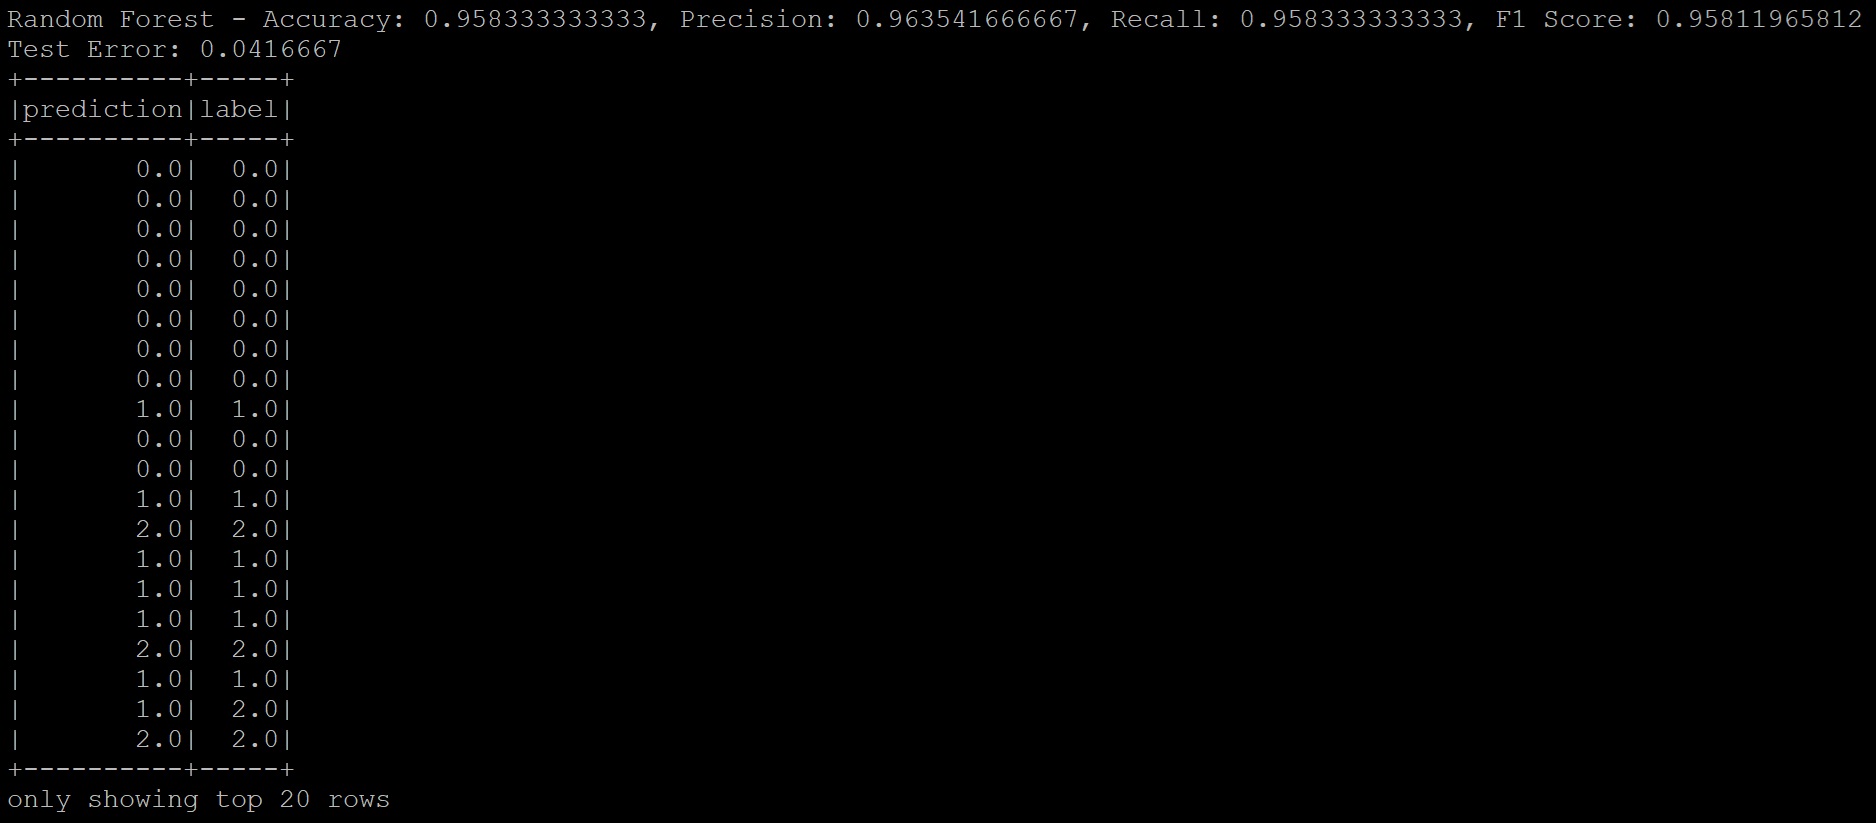 Random Forest - Accuracy: 0.958333333333, Precision: 0.963541666667, Recall: 0.958333333333, F1 Score: 0.95811965812
Test Error: 0.0416667
+----------+-----+
|prediction|label|
+----------+-----+
|       0.0|  0.0|
|       0.0|  0.0|
|       0.0|  0.0|
|       0.0|  0.0|
|       0.0|  0.0|
|       0.0|  0.0|
|       0.0|  0.0|
|       0.0|  0.0|
|       1.0|  1.0|
|       0.0|  0.0|
|       0.0|  0.0|
|       1.0|  1.0|
|       2.0|  2.0|
|       1.0|  1.0|
|       1.0|  1.0|
|       1.0|  1.0|
|       2.0|  2.0|
|       1.0|  1.0|
|       1.0|  2.0|
|       2.0|  2.0|
+----------+-----+
only showing top 20 rows